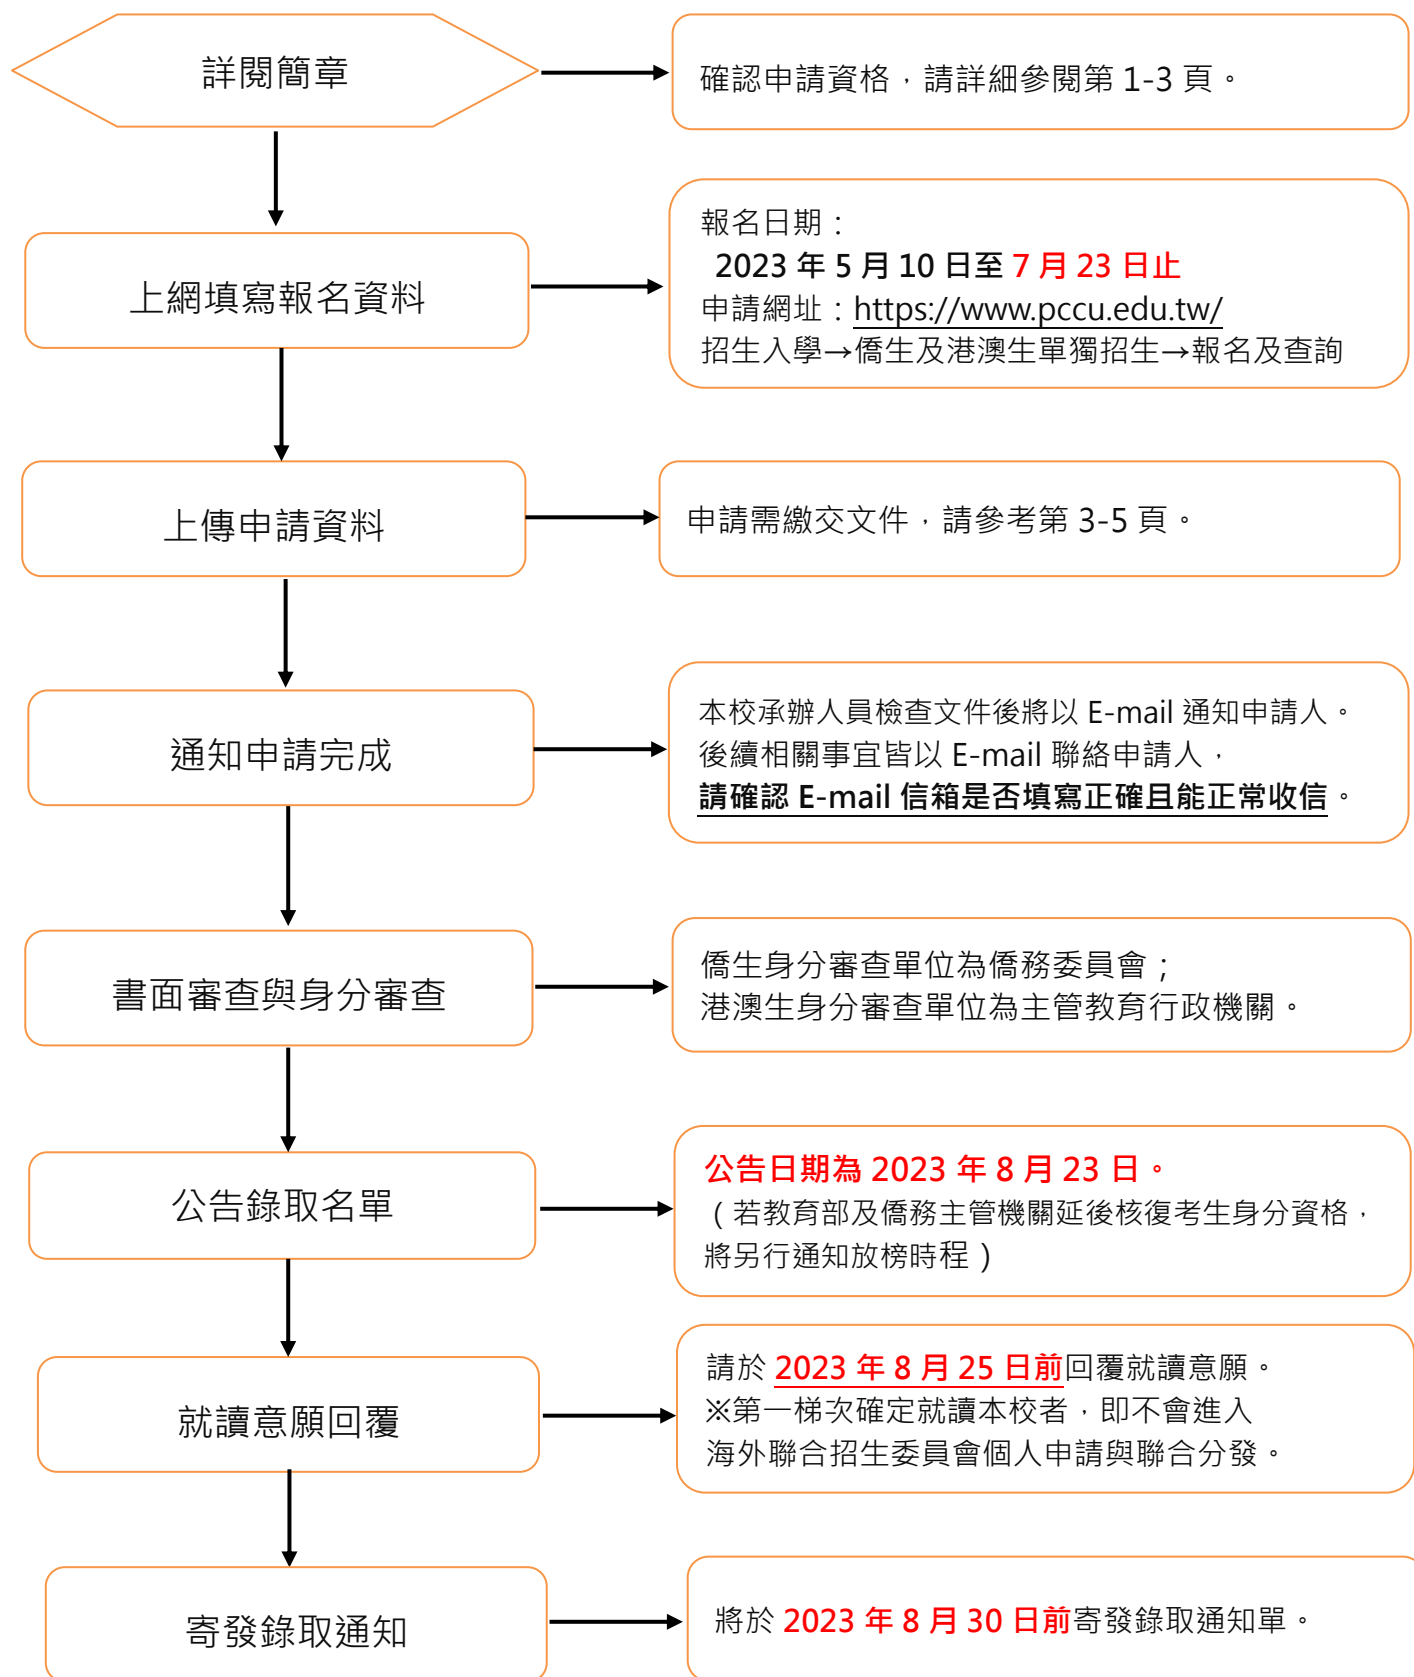 詳閱簡章
確認申請資格，請詳細參閱第 1-3 頁。
上網填寫報名資料
報名日期：
2023 年 5 月 10 日至 7 月 23 日止
申請網址：https://www.pccu.edu.tw/
招生入學→僑生及港澳生單獨招生→報名及查詢
上傳申請資料
申請需繳交文件，請參考第 3-5 頁。
通知申請完成
本校承辦人員檢查文件後將以 E-mail 通知申請人。
後續相關事宜皆以 E-mail 聯絡申請人，
請確認 E-mail 信箱是否填寫正確且能正常收信。
書面審查與身分審查
僑生身分審查單位為僑務委員會；
港澳生身分審查單位為主管教育行政機關。
公告錄取名單
公告日期為 2023 年 8 月 23 日。
（若教育部及僑務主管機關延後核復考生身分資格，
將另行通知放榜時程）
就讀意願回覆
請於 2023 年 8 月 25 日前回覆就讀意願。
※第一梯次確定就讀本校者，即不會進入
海外聯合招生委員會個人申請與聯合分發。
寄發錄取通知
將於 2023 年 8 月 30 日前寄發錄取通知單。